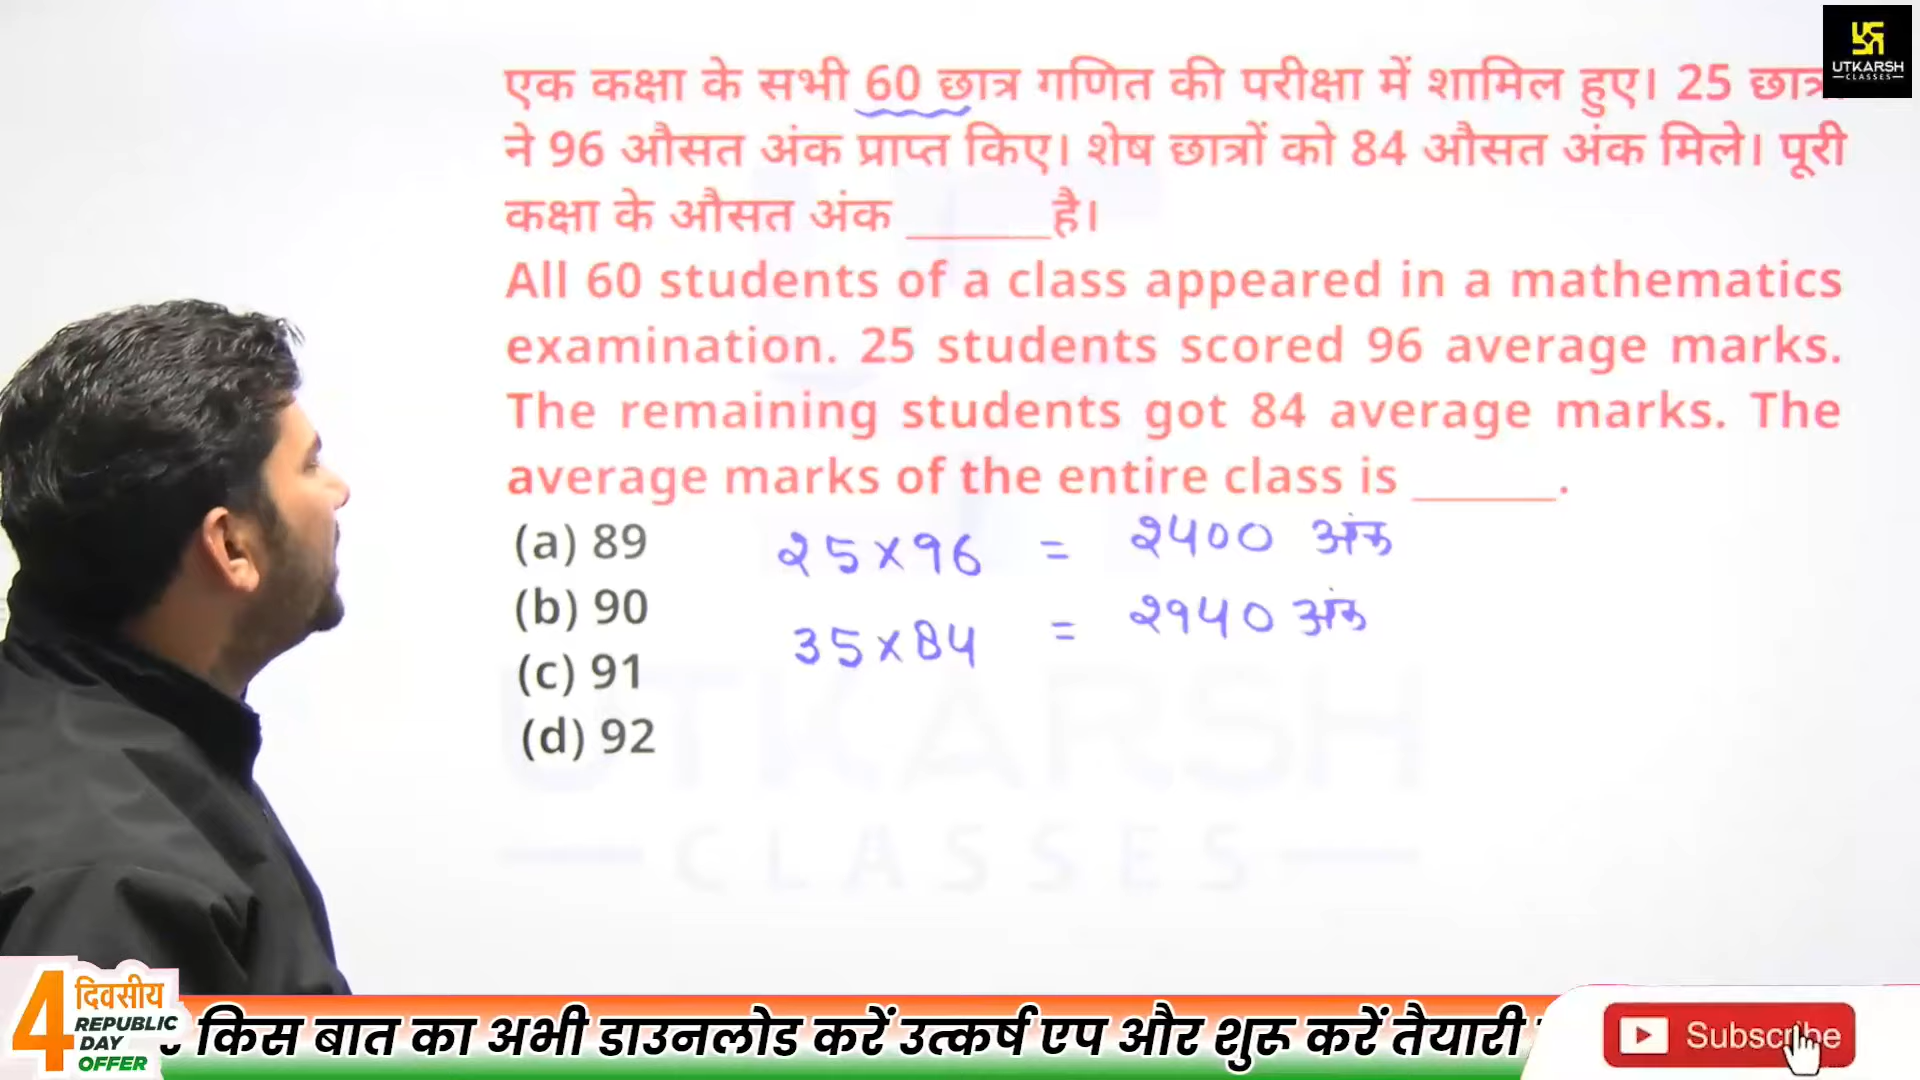 एक कक्षा के सभी 60 छात्र गणित की परीक्षा में शामिल हुए। 25 छात्रों
ने 96 औसत अंक प्राप्त किए। शेष छात्रों को 84 औसत अंक मिले। पूरी
कक्षा के औसत अंक ______है।
All 60 students of a class appeared in a mathematics
examination. 25 students scored 96 average marks.
The remaining students got 84 average marks. The
average marks of the entire class is ______.
(a) 89
(b) 90
(c) 91
(d) 92
25×96 = 2400 अंक
35×84 = 2940 अंक
UTKARSH
CLASSES
UTKARSH
CLASSES
4 दिवसीय
REPUBLIC
DAY
OFFER
किस बात का अभी डाउनलोड करें उत्कर्ष एप और शुरू करें तैयारी
Subscribe